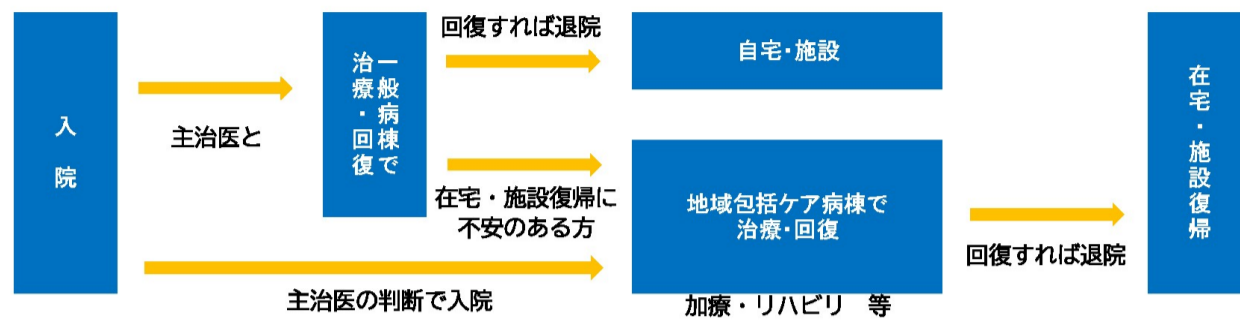 入院
主治医と
一般病棟で
治療・回復
回復すれば退院
自宅・施設
在宅・施設復帰に
不安のある方
主治医の判断で入院
地域包括ケア病棟で
治療・回復
加療・リハビリ 等
回復すれば退院
在宅・施設復帰